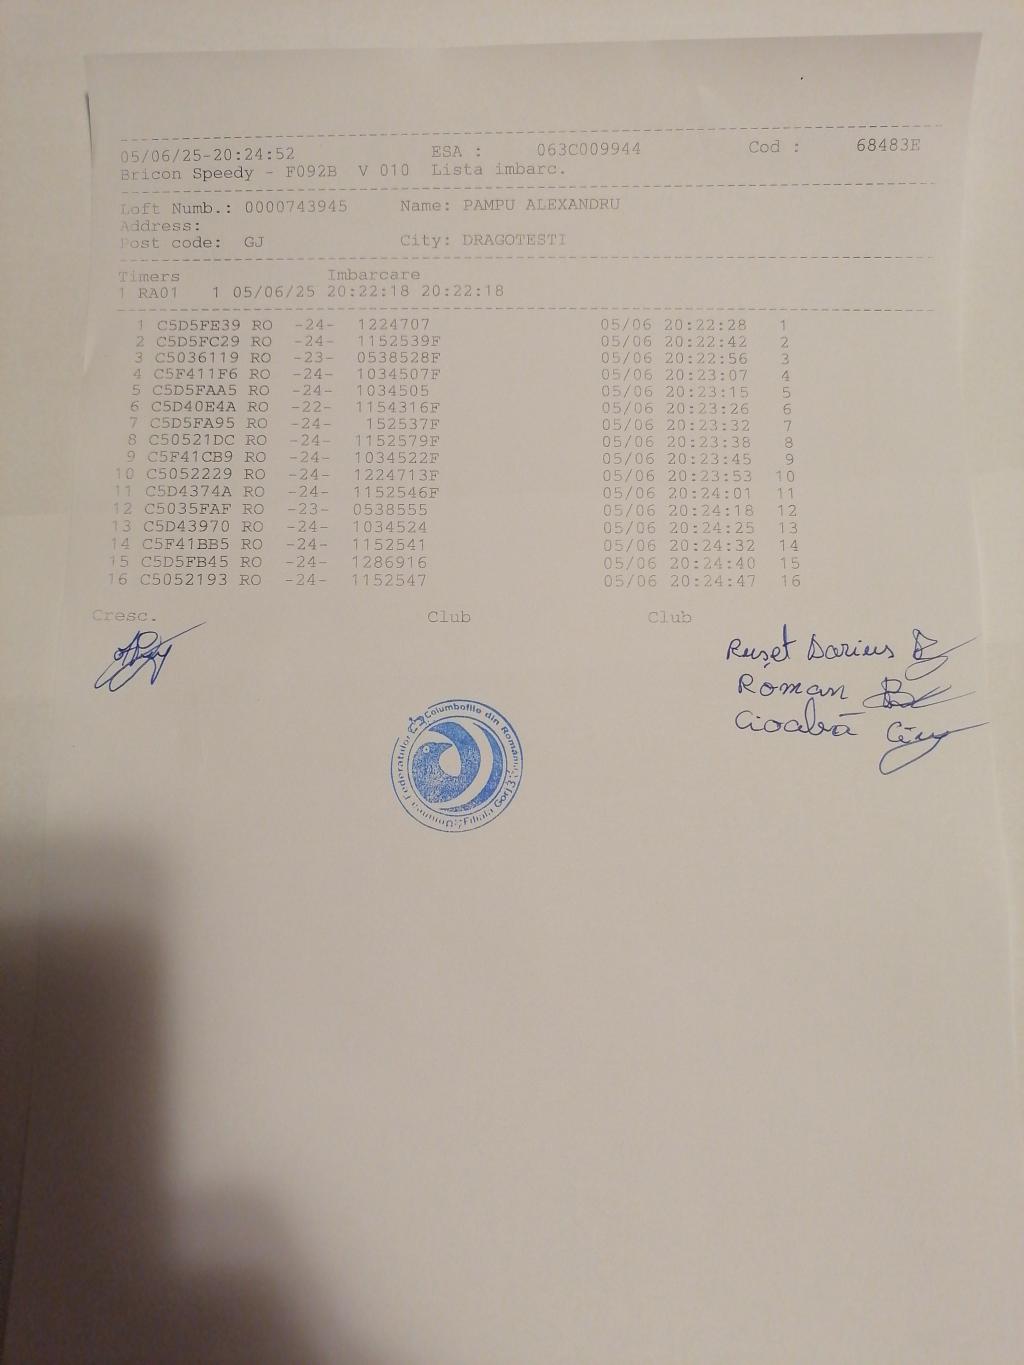 05/06/25-20:24:52 ESA : 063C009944 Cod : 68483E
Bricon Speedy - F092B V 010 Lista imbarc.
Loft Numb.: 0000743945 Name: PAMPU ALEXANDRU
Address:
Post code: GJ City: DRAGOTESTI
Timers Imbarcare
1 RA01 1 05/06/25 20:22:18 20:22:18
1 C5D5FE39 RO -24- 1224707 05/06 20:22:28 1
2 C5D5FC29 RO -24- 1152539F 05/06 20:22:42 2
3 C5036119 RO -23- 0538528F 05/06 20:22:56 3
4 C5F411F6 RO -24- 1034507F 05/06 20:23:07 4
5 C5D5FAA5 RO -24- 1034505 05/06 20:23:15 5
6 C5D40E4A RO -22- 1154316F 05/06 20:23:26 6
7 C5D5FA95 RO -24- 152537F 05/06 20:23:32 7
8 C50521DC RO -24- 1152579F 05/06 20:23:38 8
9 C5F41CB9 RO -24- 1034522F 05/06 20:23:45 9
10 C5052229 RO -24- 1224713F 05/06 20:23:53 10
11 C5D4374A RO -24- 1152546F 05/06 20:24:01 11
12 C5035FAF RO -23- 0538555 05/06 20:24:18 12
13 C5D43970 RO -24- 1034524 05/06 20:24:25 13
14 C5F41BB5 RO -24- 1152541 05/06 20:24:32 14
15 C5D5FB45 RO -24- 1286916 05/06 20:24:40 15
16 C5052193 RO -24- 1152547 05/06 20:24:47 16
Cresc. Club Club
Ruset Darius
Roman
Cioabă
Federatiilor Columbofile din Romania
Filiala Gorj